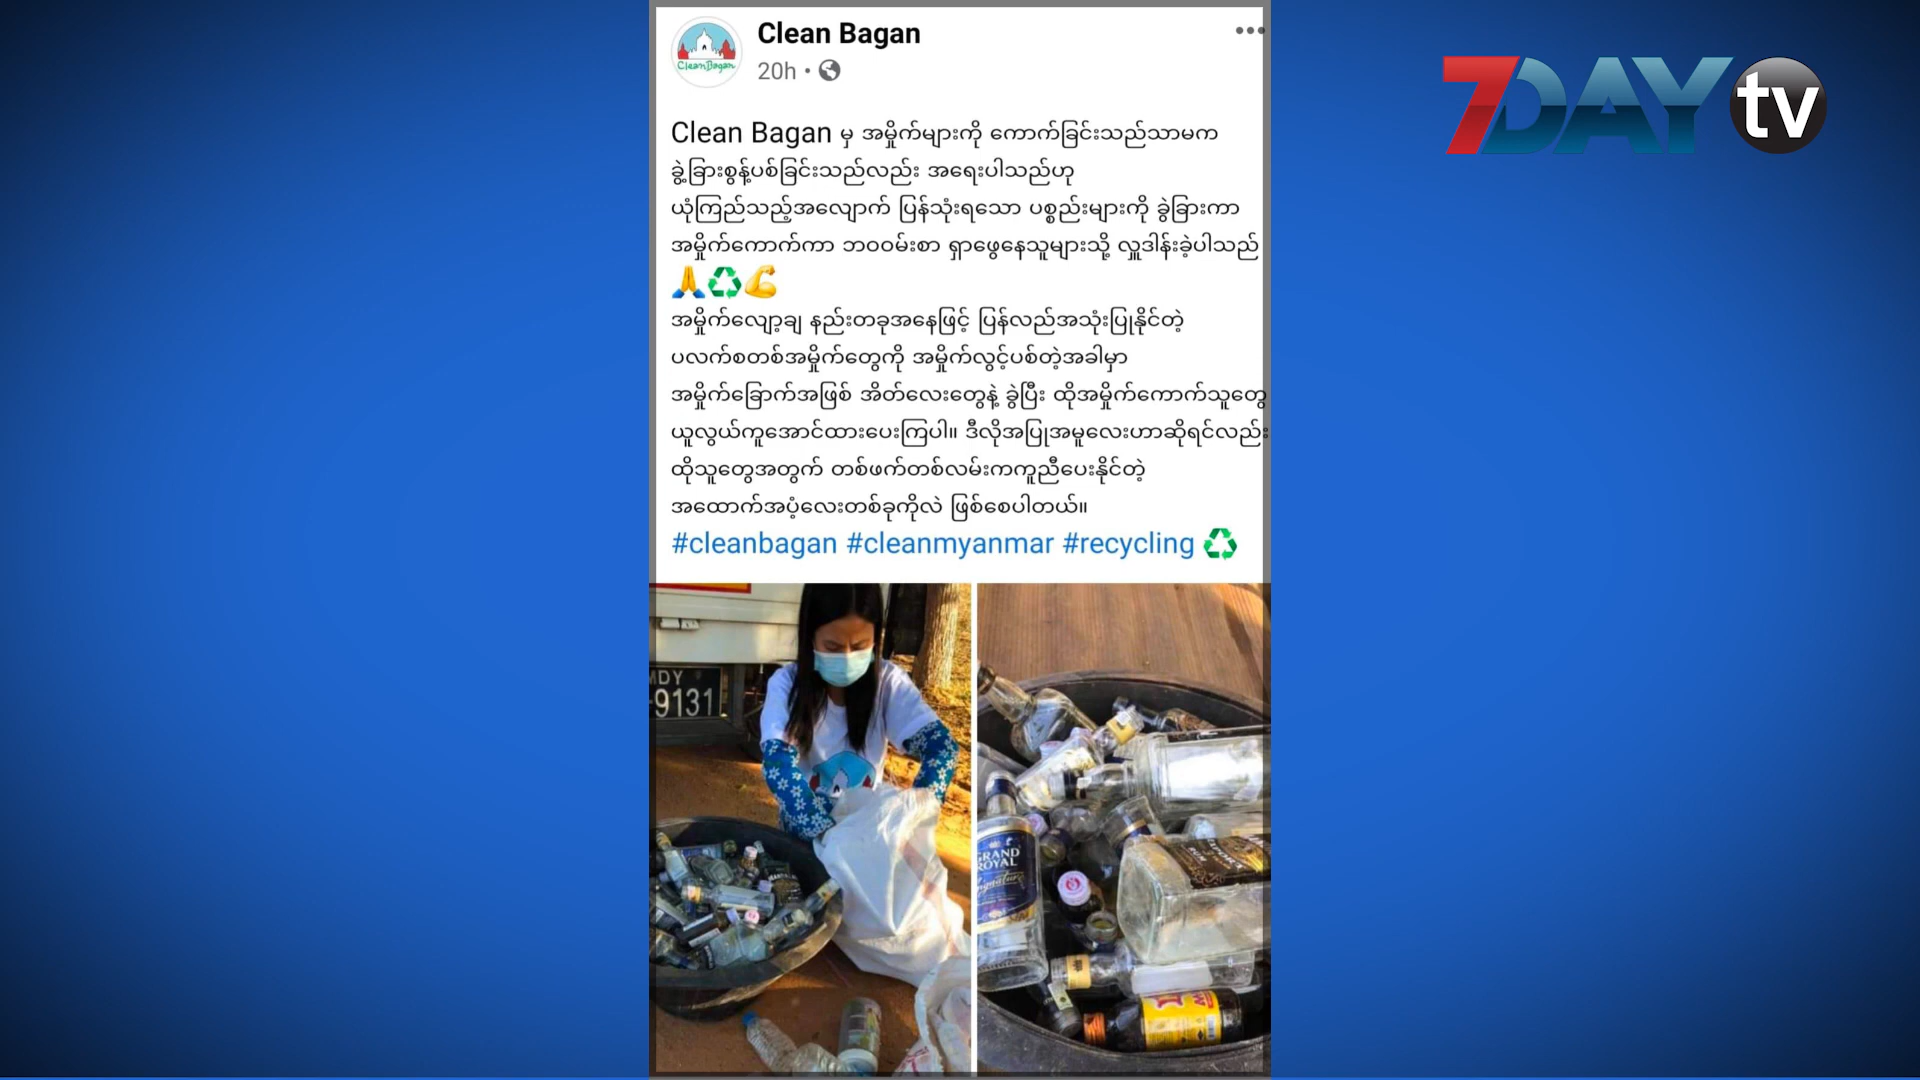 Clean Bagan
20h
CleanBagan
7DAY tv
Clean Bagan မှ အမှိုက်များကို ကောက်ခြင်းသည်သာမက
ခွဲ့ခြားစွန့်ပစ်ခြင်းသည်လည်း အရေးပါသည်ဟု
ယုံကြည်သည့်အလျောက် ပြန်သုံးရသော ပစ္စည်းများကို ခွဲခြားကာ
အမှိုက်ကောက်ကာ ဘဝဝမ်းစာ ရှာဖွေနေသူများသို့ လှူဒါန်းခဲ့ပါသည်
🙏♻️💪
အမှိုက်လျော့ချ နည်းတခုအနေဖြင့် ပြန်လည်အသုံးပြုနိုင်တဲ့
ပလက်စတစ်အမှိုက်တွေကို အမှိုက်လွှင့်ပစ်တဲ့အခါမှာ
အမှိုက်ခြောက်အဖြစ် အိတ်လေးတွေနဲ့ ခွဲပြီး ထိုအမှိုက်ကောက်သူတွေ
ယူလွယ်ကူအောင်ထားပေးကြပါ။ ဒီလိုအပြုအမူလေးဟာဆိုရင်လည်း
ထိုသူတွေအတွက် တစ်ဖက်တစ်လမ်းကကူညီပေးနိုင်တဲ့
အထောက်အပံ့လေးတစ်ခုကိုလဲ ဖြစ်စေပါတယ်။
#cleanbagan #cleanmyanmar #recycling ♻️
MDY
-9131
GRAND
ROYAL
Signature
RUM